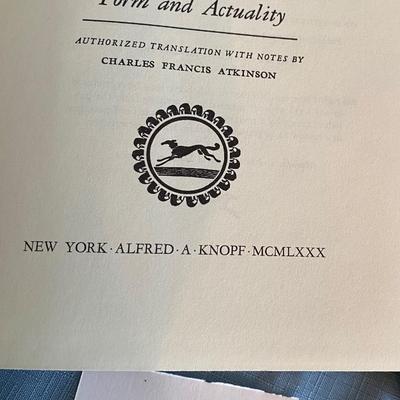 Form and Actuality
AUTHORIZED TRANSLATION WITH NOTES BY
CHARLES FRANCIS ATKINSON
NEW YORK · ALFRED · A · KNOPF · MCMLXXX